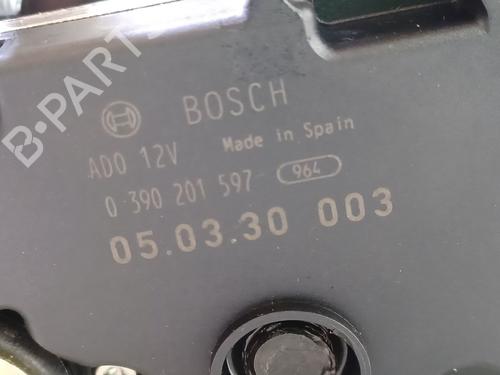 BOSCH
ADO 12V Made in Spain
0 390 201 597 964
05.03.30 003
B-PARTS